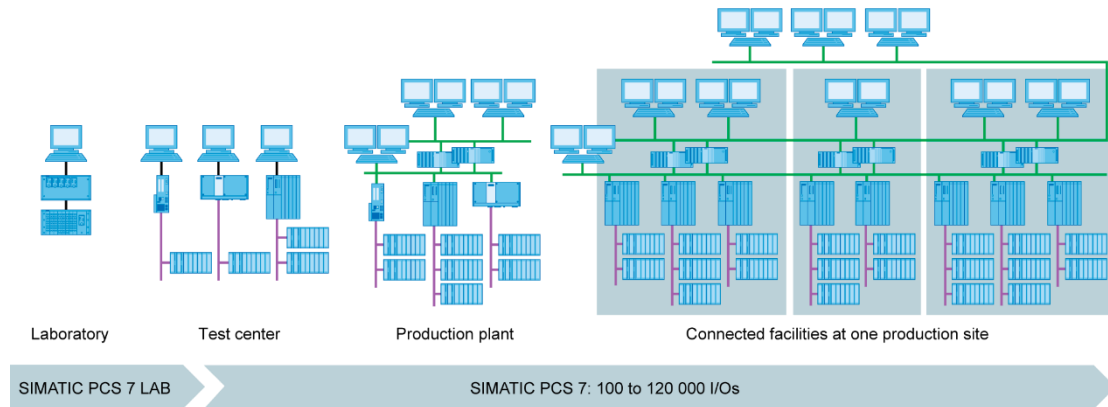 Laboratory
Test center
Production plant
Connected facilities at one production site
SIMATIC PCS 7 LAB
SIMATIC PCS 7: 100 to 120 000 I/Os